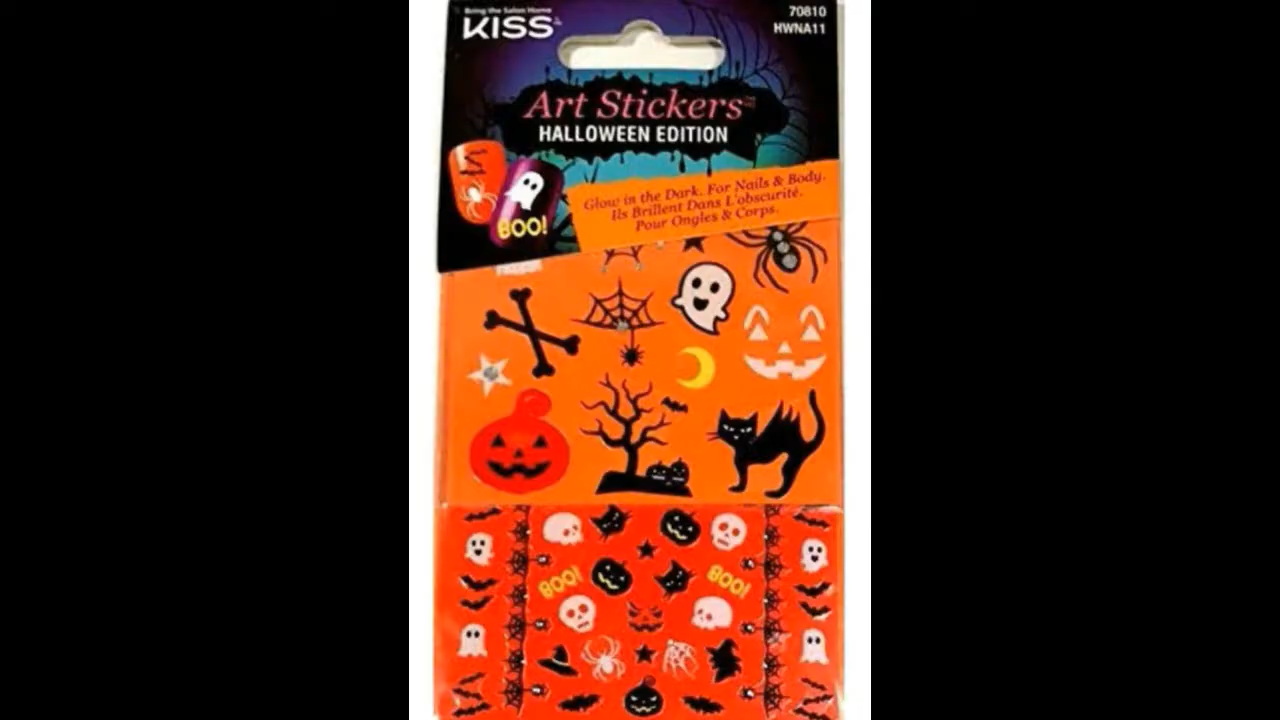 Bring the Salon Home
KISS
70810
HWNA11
Art Stickers™
HALLOWEEN EDITION
Glow in the Dark. For Nails & Body.
Ils Brillent Dans L'obscurité.
Pour Ongles & Corps.
BOO!
BOO!
BOO!